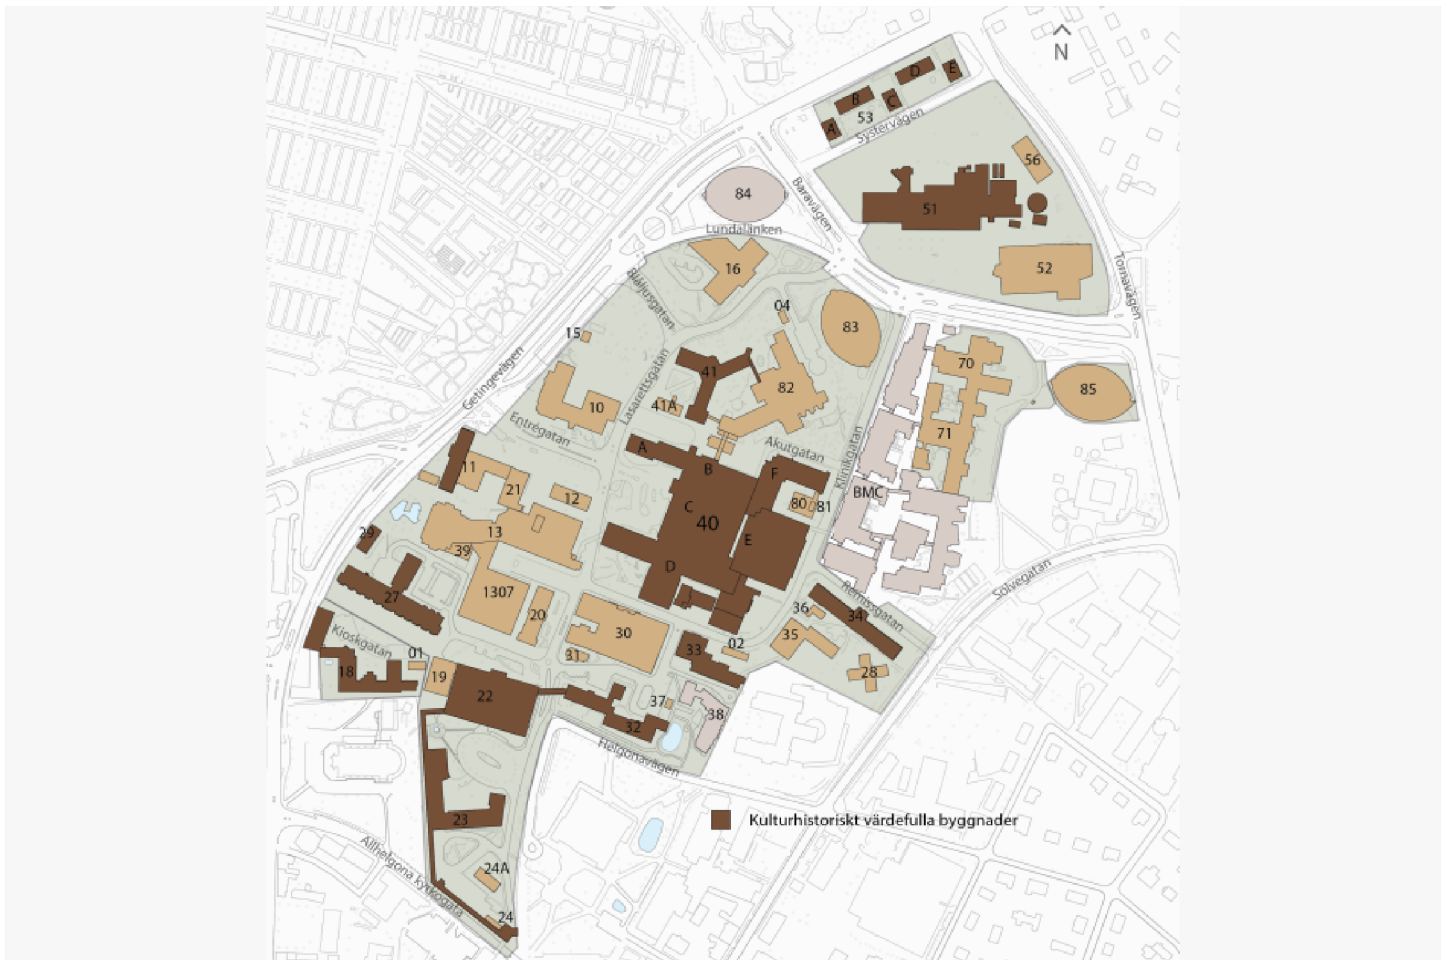 N
D
E
B
C
A
53
Systervägen
56
84
Baravägen
51
Lundalänken
16
52
Tornavägen
Blåljusgatan
04
83
15
Getingevägen
Lasarettsgatan
41
82
70
85
10
41A
Entrégatan
71
Akutgatan
Klinikgatan
A
B
F
11
21
12
BMC
C
40
80
81
13
29
39
E
D
Sölvegatan
1307
27
20
36
Remissgatan
34
30
35
Kioskgatan
01
31
33
02
18
19
28
22
37
38
32
Helgonavägen
23
Kulturhistoriskt värdefulla byggnader
24A
Allhelgona kyrkogata
24